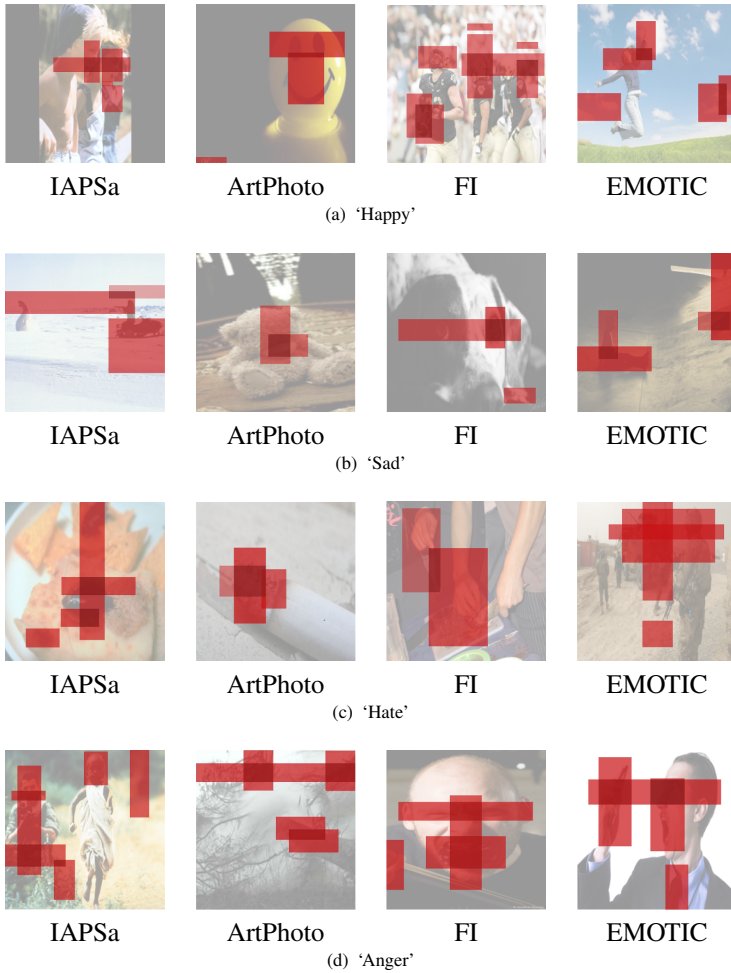 IAPSa ArtPhoto FI EMOTIC
(a) ‘Happy’
IAPSa ArtPhoto FI EMOTIC
(b) ‘Sad’
IAPSa ArtPhoto FI EMOTIC
(c) ‘Hate’
IAPSa ArtPhoto FI EMOTIC
(d) ‘Anger’